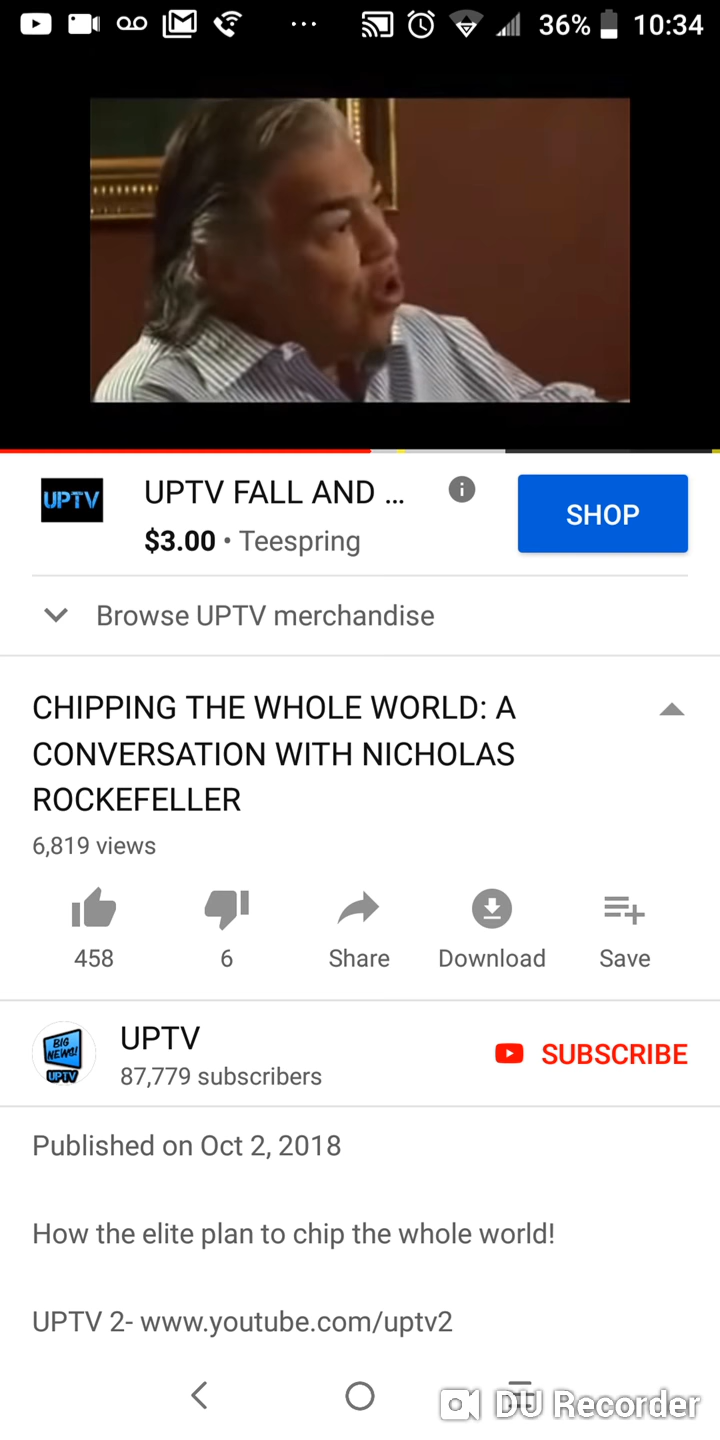 36% 10:34
UPTV
UPTV FALL AND ...
$3.00 • Teespring
SHOP
Browse UPTV merchandise
CHIPPING THE WHOLE WORLD: A
CONVERSATION WITH NICHOLAS
ROCKEFELLER
6,819 views
458 6 Share Download Save
BIG
NEWS!
UPTV
UPTV
87,779 subscribers
SUBSCRIBE
Published on Oct 2, 2018
How the elite plan to chip the whole world!
UPTV 2- www.youtube.com/uptv2
DU Recorder